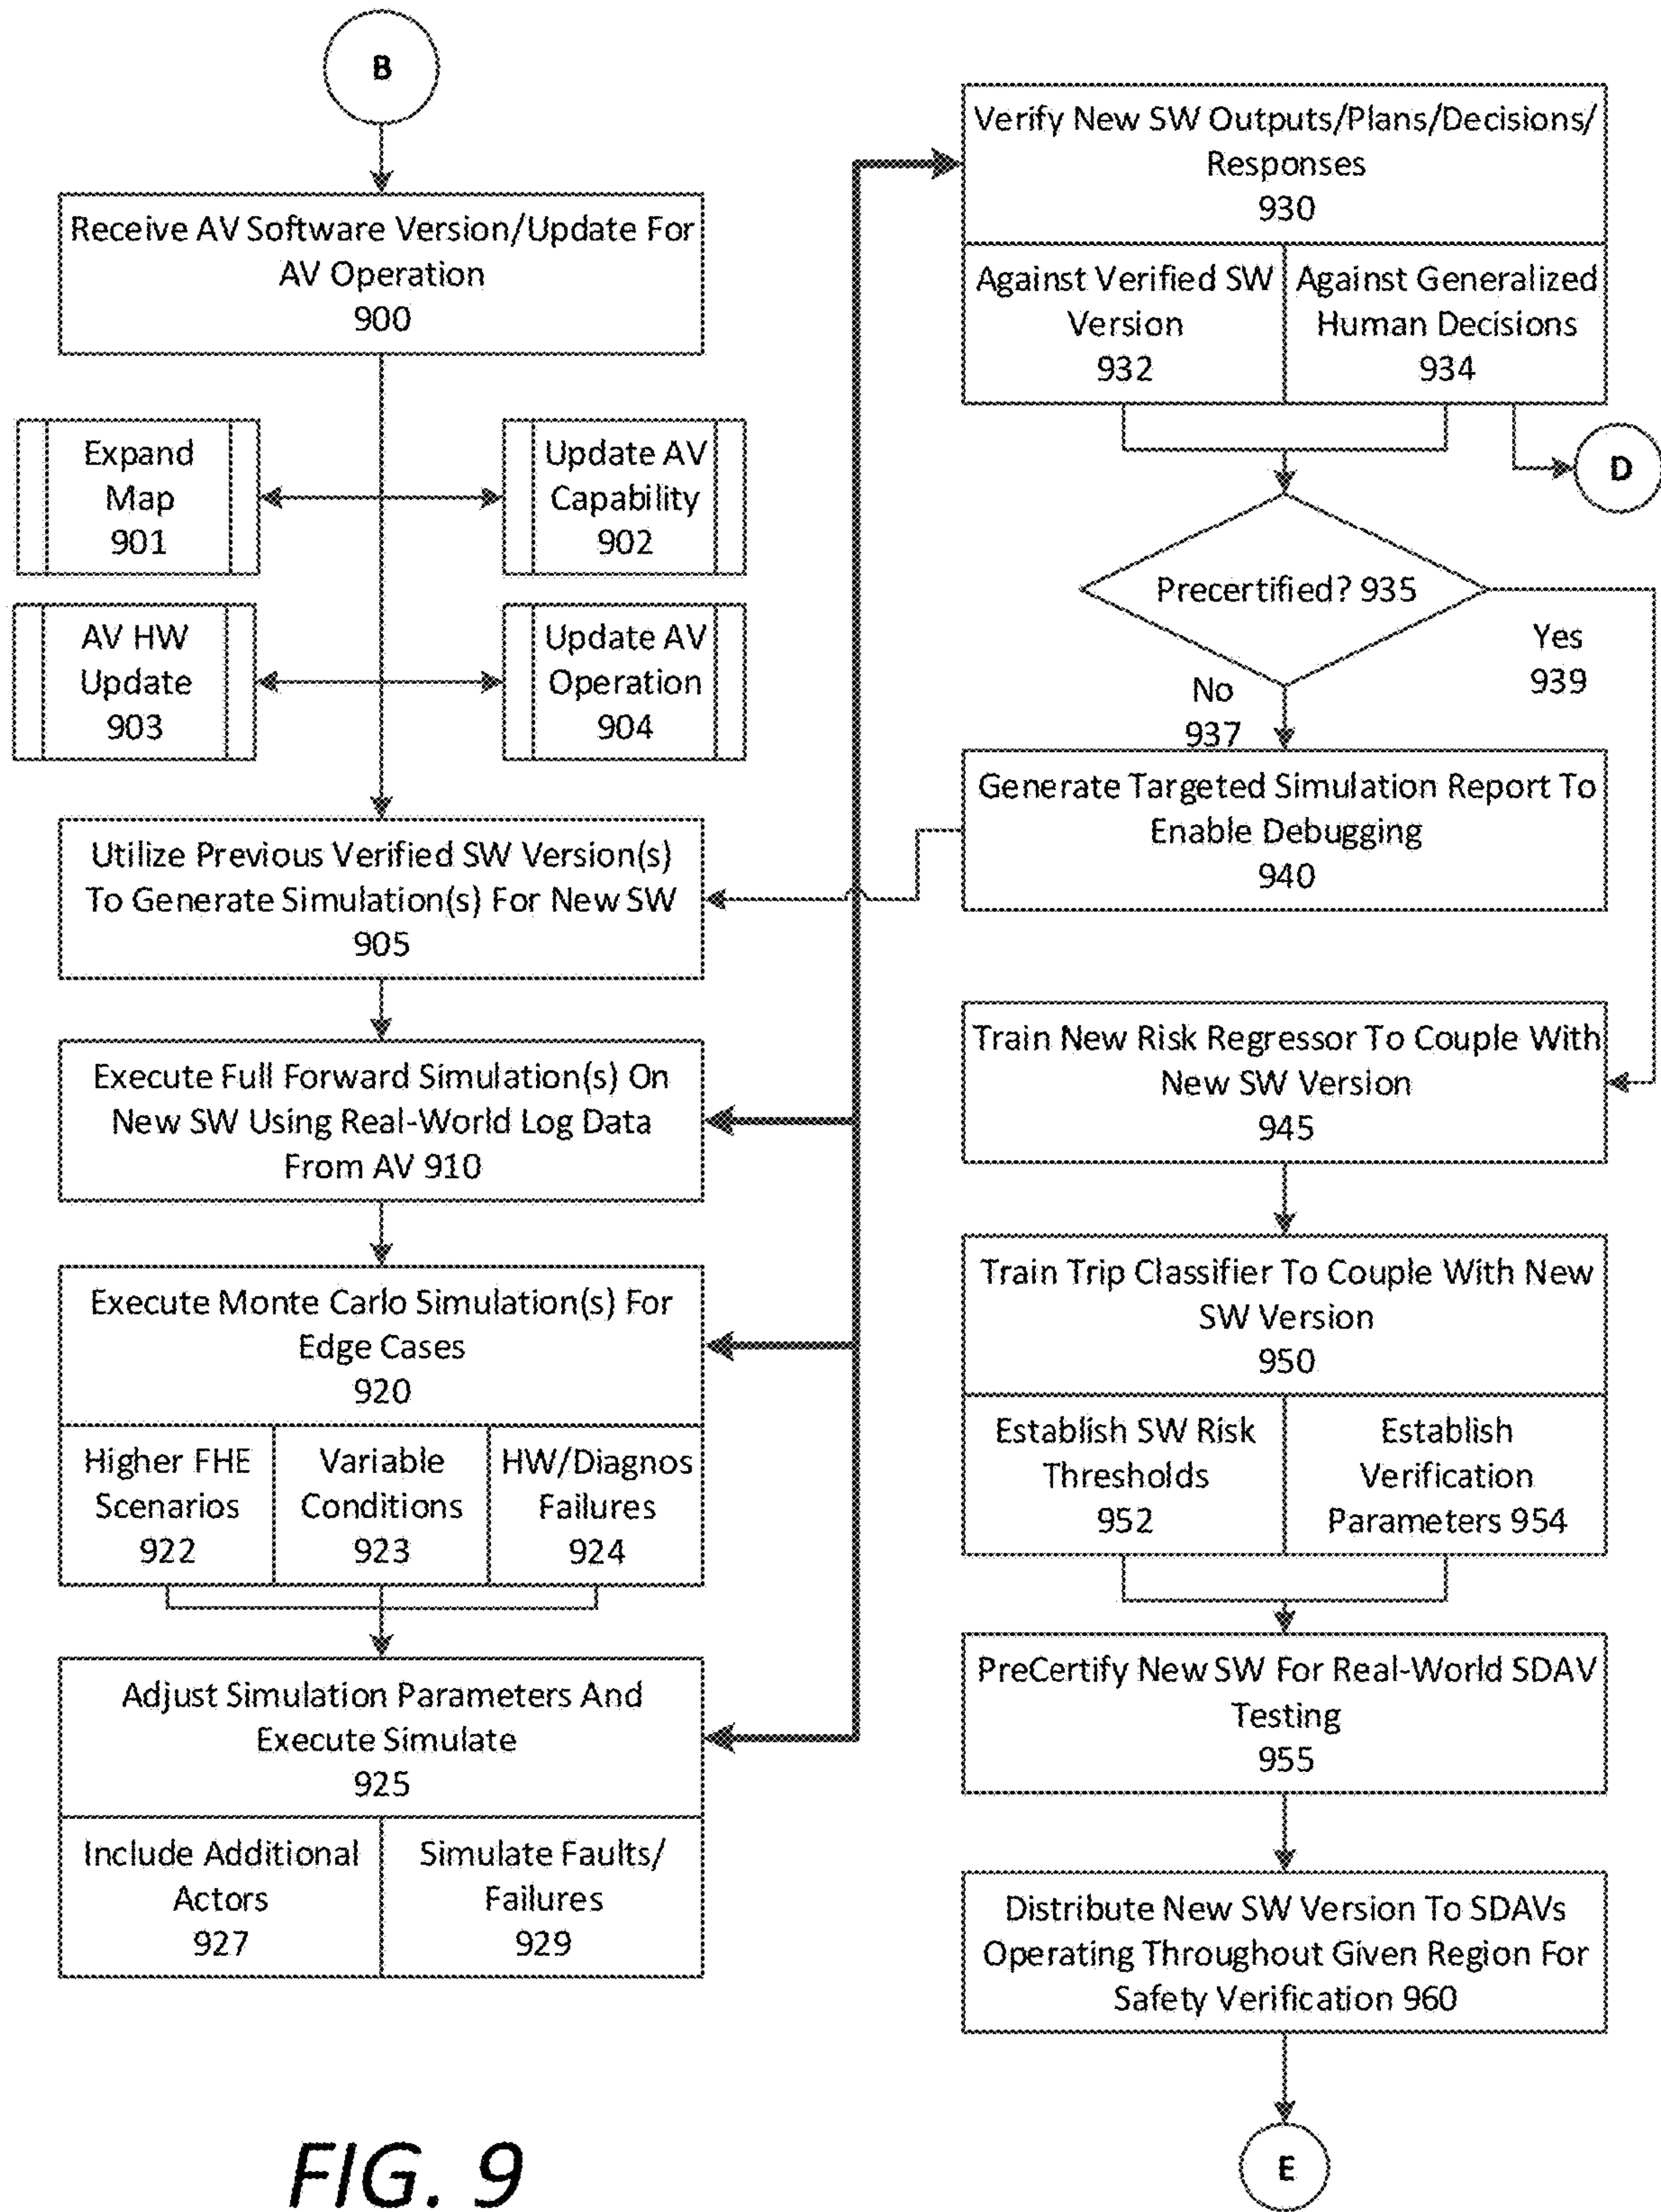 B
Receive AV Software Version/Update For
AV Operation
900
Expand
Map
901
Update AV
Capability
902
AV HW
Update
903
Update AV
Operation
904
Utilize Previous Verified SW Version(s)
To Generate Simulation(s) For New SW
905
Execute Full Forward Simulation(s) On
New SW Using Real-World Log Data
From AV 910
Execute Monte Carlo Simulation(s) For
Edge Cases
920
Higher FHE
Scenarios
922
Variable
Conditions
923
HW/Diagnos
Failures
924
Adjust Simulation Parameters And
Execute Simulate
925
Include Additional
Actors
927
Simulate Faults/
Failures
929
Verify New SW Outputs/Plans/Decisions/
Responses
930
Against Verified SW
Version
932
Against Generalized
Human Decisions
934
D
Precertified? 935
Yes
939
No
937
Generate Targeted Simulation Report To
Enable Debugging
940
Train New Risk Regressor To Couple With
New SW Version
945
Train Trip Classifier To Couple With New
SW Version
950
Establish SW Risk
Thresholds
952
Establish
Verification
Parameters 954
PreCertify New SW For Real-World SDAV
Testing
955
Distribute New SW Version To SDAVs
Operating Throughout Given Region For
Safety Verification 960
E
FIG. 9